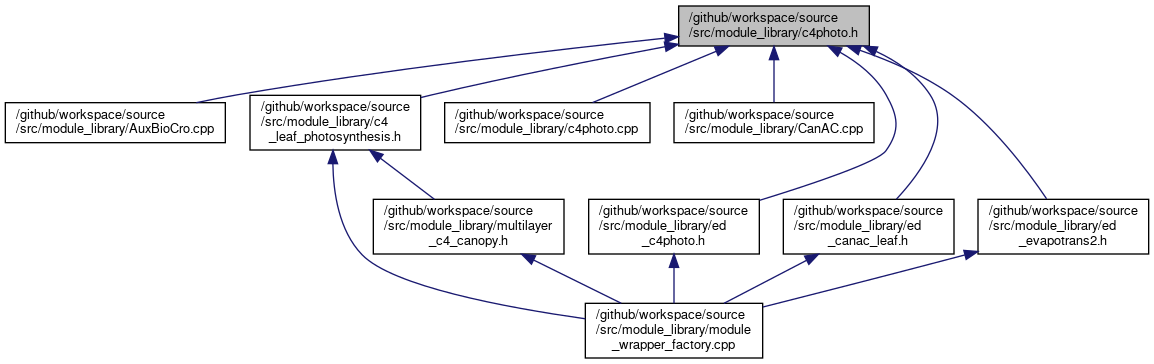 /github/workspace/source
/src/module_library/c4photo.h
/github/workspace/source
/src/module_library/AuxBioCro.cpp
/github/workspace/source
/src/module_library/c4
_leaf_photosynthesis.h
/github/workspace/source
/src/module_library/c4photo.cpp
/github/workspace/source
/src/module_library/CanAC.cpp
/github/workspace/source
/src/module_library/multilayer
_c4_canopy.h
/github/workspace/source
/src/module_library/ed
_c4photo.h
/github/workspace/source
/src/module_library/ed
_canac_leaf.h
/github/workspace/source
/src/module_library/ed
_evapotrans2.h
/github/workspace/source
/src/module_library/module
_wrapper_factory.cpp